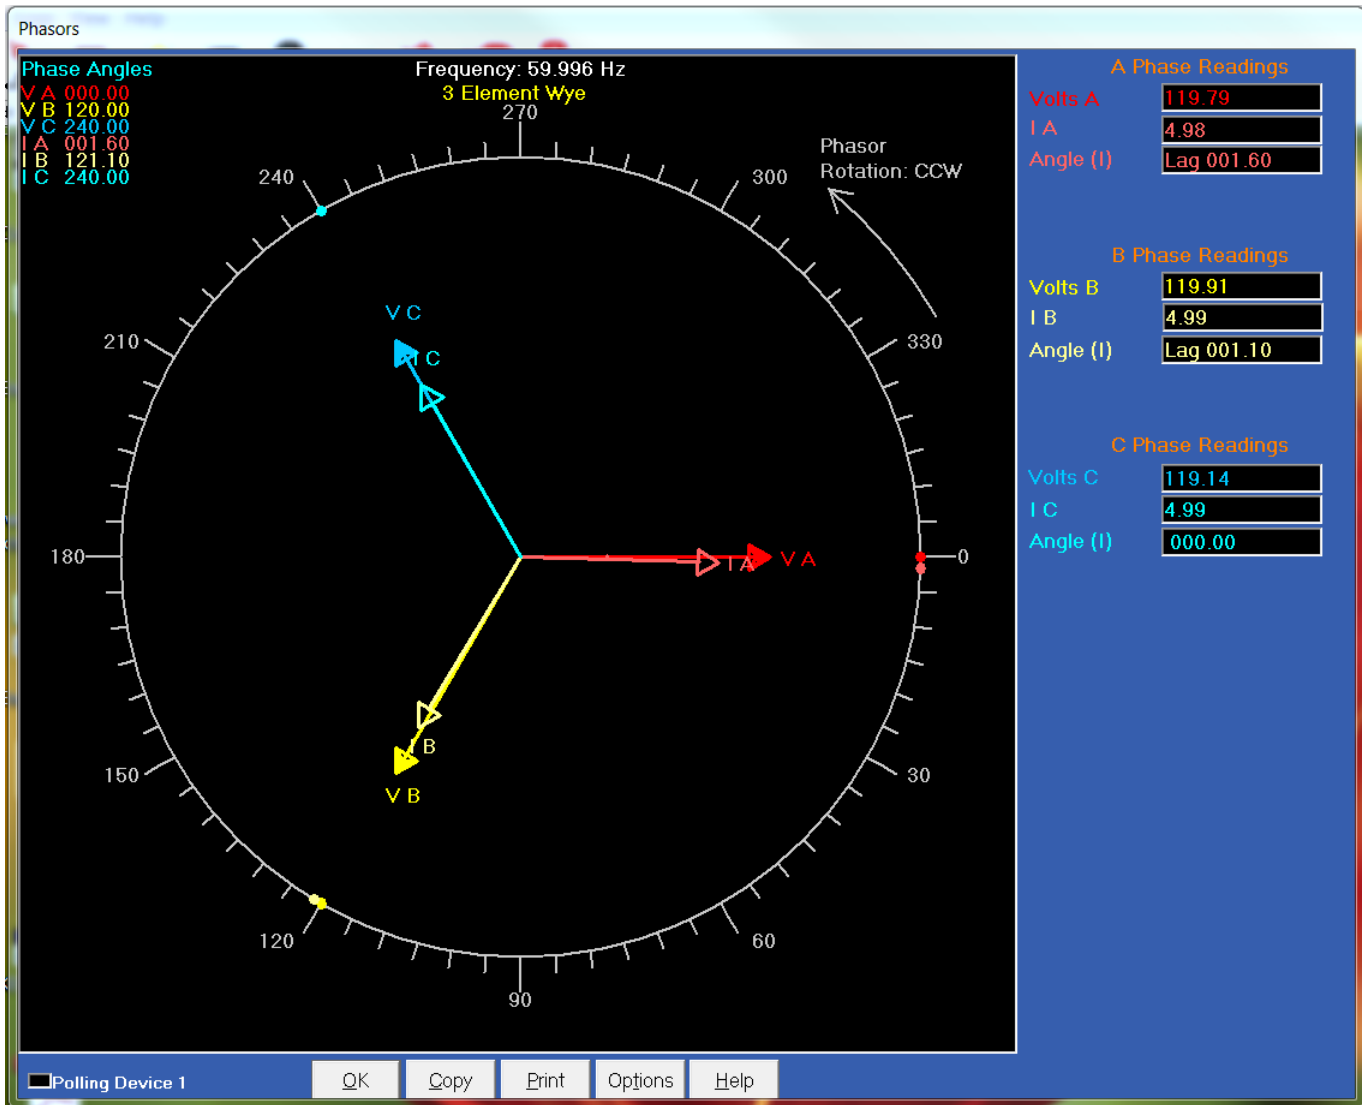 Phasors
Phase Angles
V A 000.00
V B 120.00
V C 240.00
I A 001.60
I B 121.10
I C 240.00
Frequency: 59.996 Hz
3 Element Wye
270
240
300
Phasor
Rotation: CCW
V C
I C
210
330
180
I A
V A
0
I B
V B
150
30
120
60
90
A Phase Readings
Volts A 119.79
I A 4.98
Angle (I) Lag 001.60
B Phase Readings
Volts B 119.91
I B 4.99
Angle (I) Lag 001.10
C Phase Readings
Volts C 119.14
I C 4.99
Angle (I) 000.00
Polling Device 1
OK
Copy
Print
Options
Help